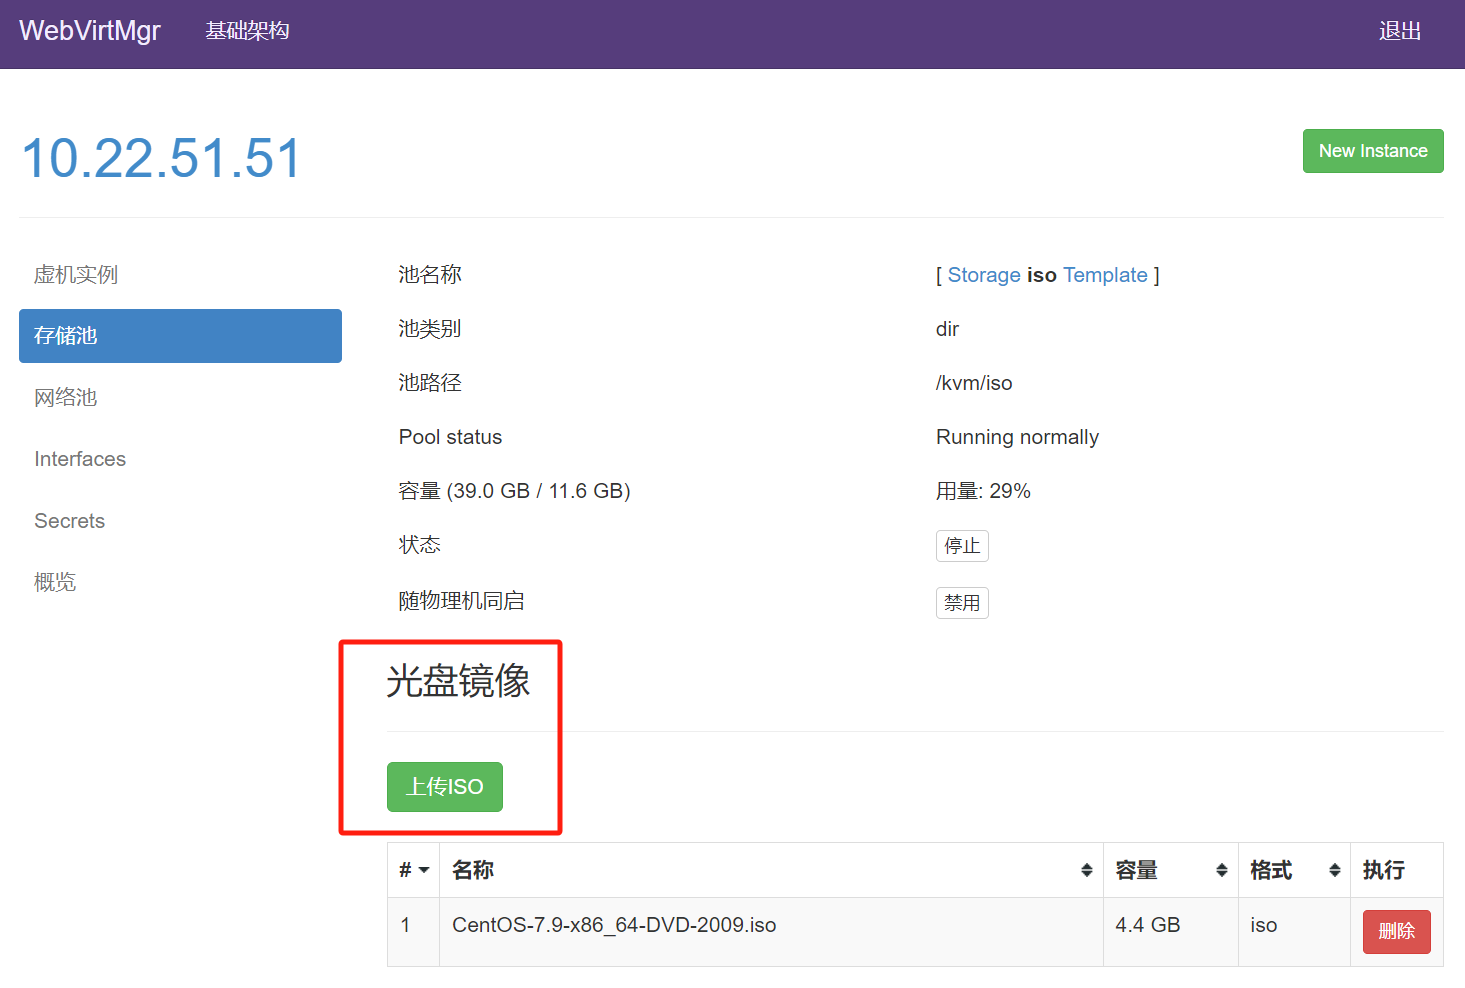 WebVirtMgr 基础架构 退出
10.22.51.51 New Instance
虚机实例
存储池
网络池
Interfaces
Secrets
概览
池名称 [ Storage iso Template ]
池类别 dir
池路径 /kvm/iso
Pool status Running normally
容量 (39.0 GB / 11.6 GB) 用量: 29%
状态 停止
随物理机同启 禁用
光盘镜像
上传ISO
# 名称 容量 格式 执行
1 CentOS-7.9-x86_64-DVD-2009.iso 4.4 GB iso 删除